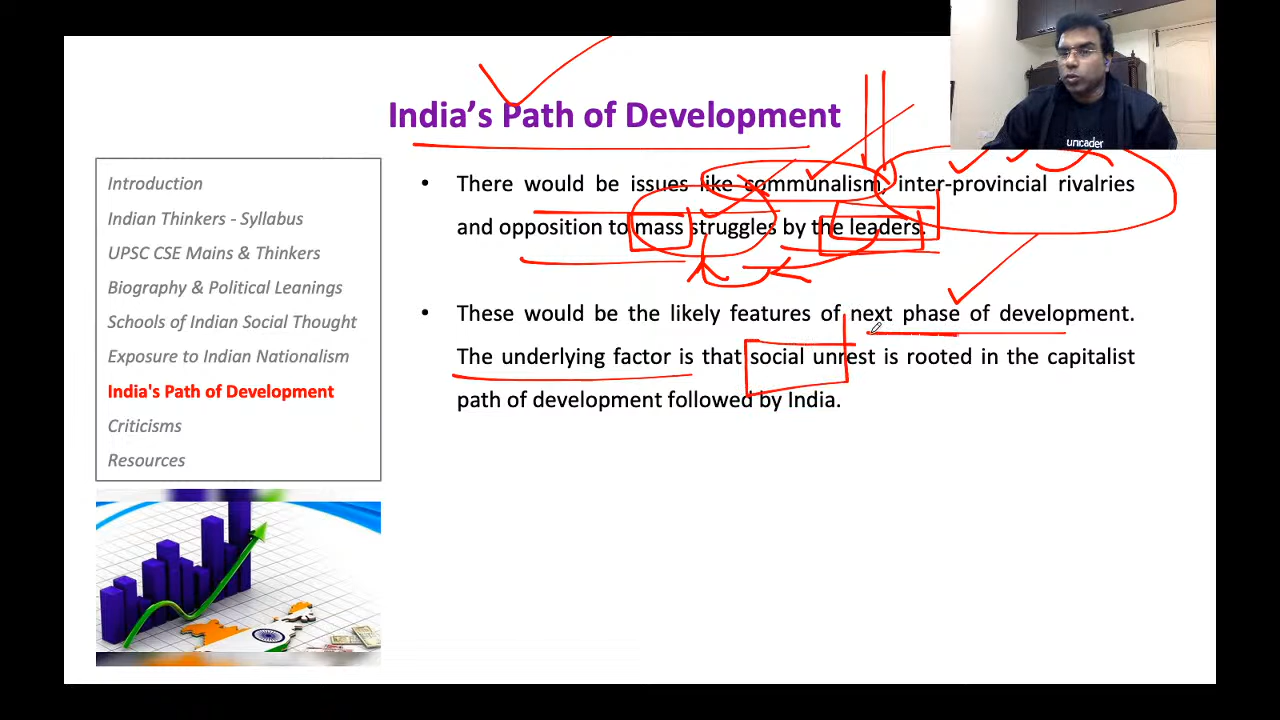 unicader
India's Path of Development
Introduction
Indian Thinkers - Syllabus
UPSC CSE Mains & Thinkers
Biography & Political Leanings
Schools of Indian Social Thought
Exposure to Indian Nationalism
India's Path of Development
Criticisms
Resources
• There would be issues like communalism, inter-provincial rivalries
and opposition to mass struggles by the leaders.
• These would be the likely features of next phase of development.
The underlying factor is that social unrest is rooted in the capitalist
path of development followed by India.